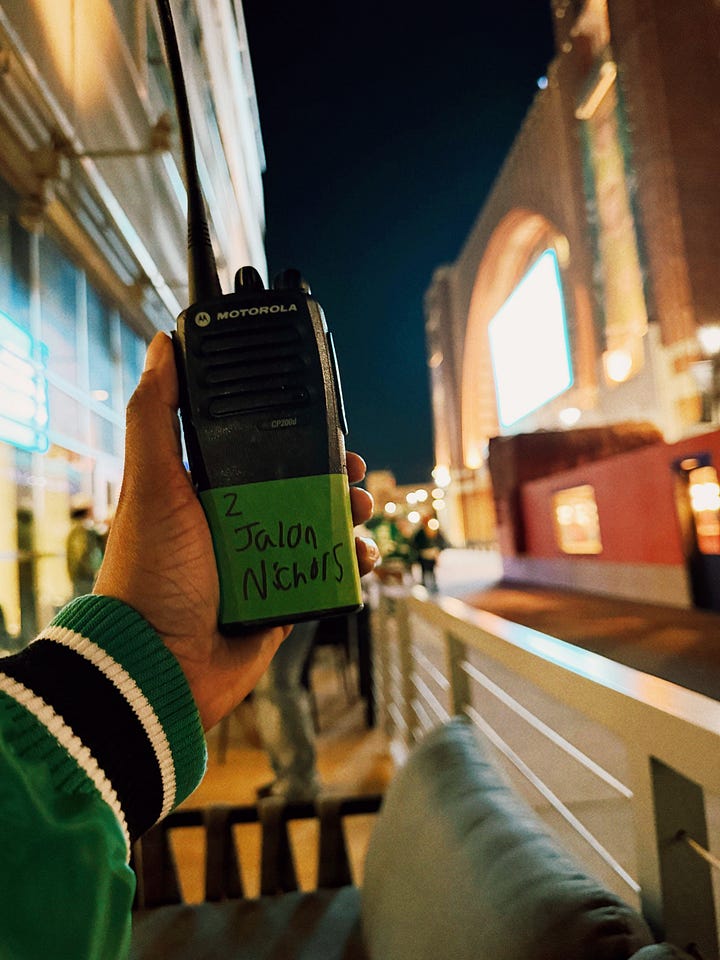 MOTOROLA
CP200d
2
Jalon
Nichols